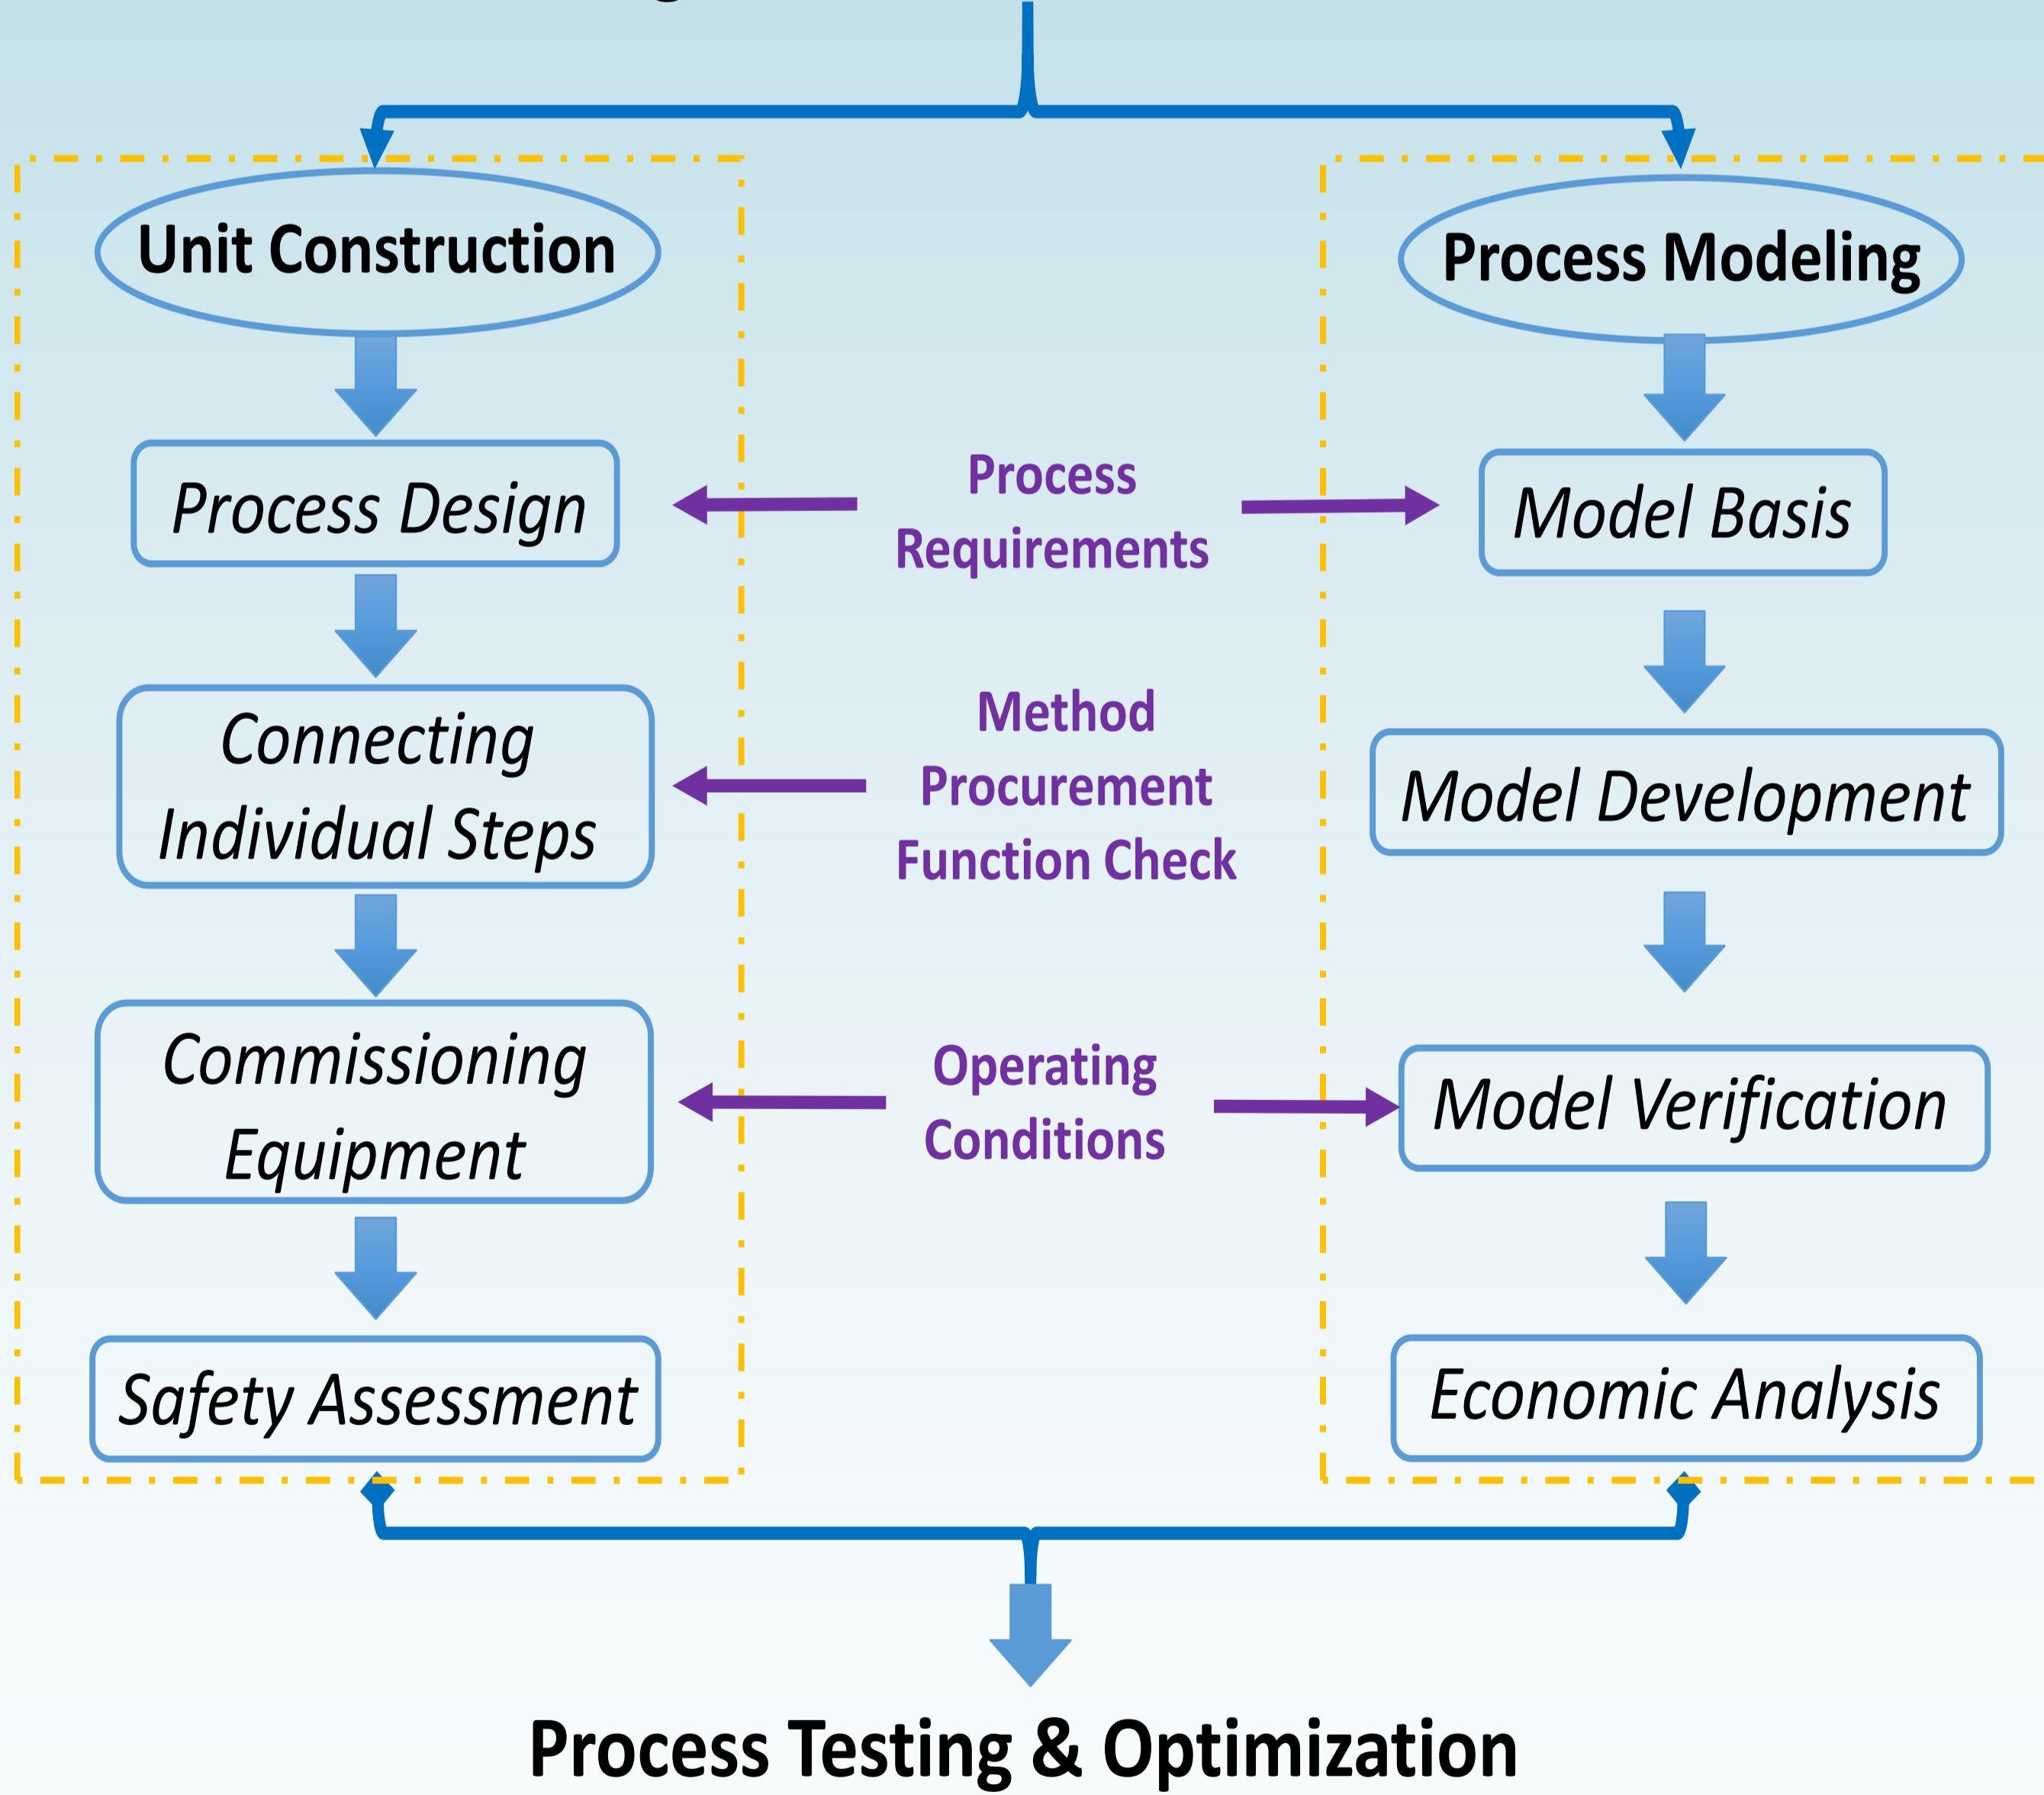 Unit Construction
Process Design
Connecting
Individual Steps
Commissioning
Equipment
Safety Assessment
Process
Requirements
Method
Procurement
Function Check
Operating
Conditions
Process Modeling
Model Basis
Model Development
Model Verification
Economic Analysis
Process Testing & Optimization